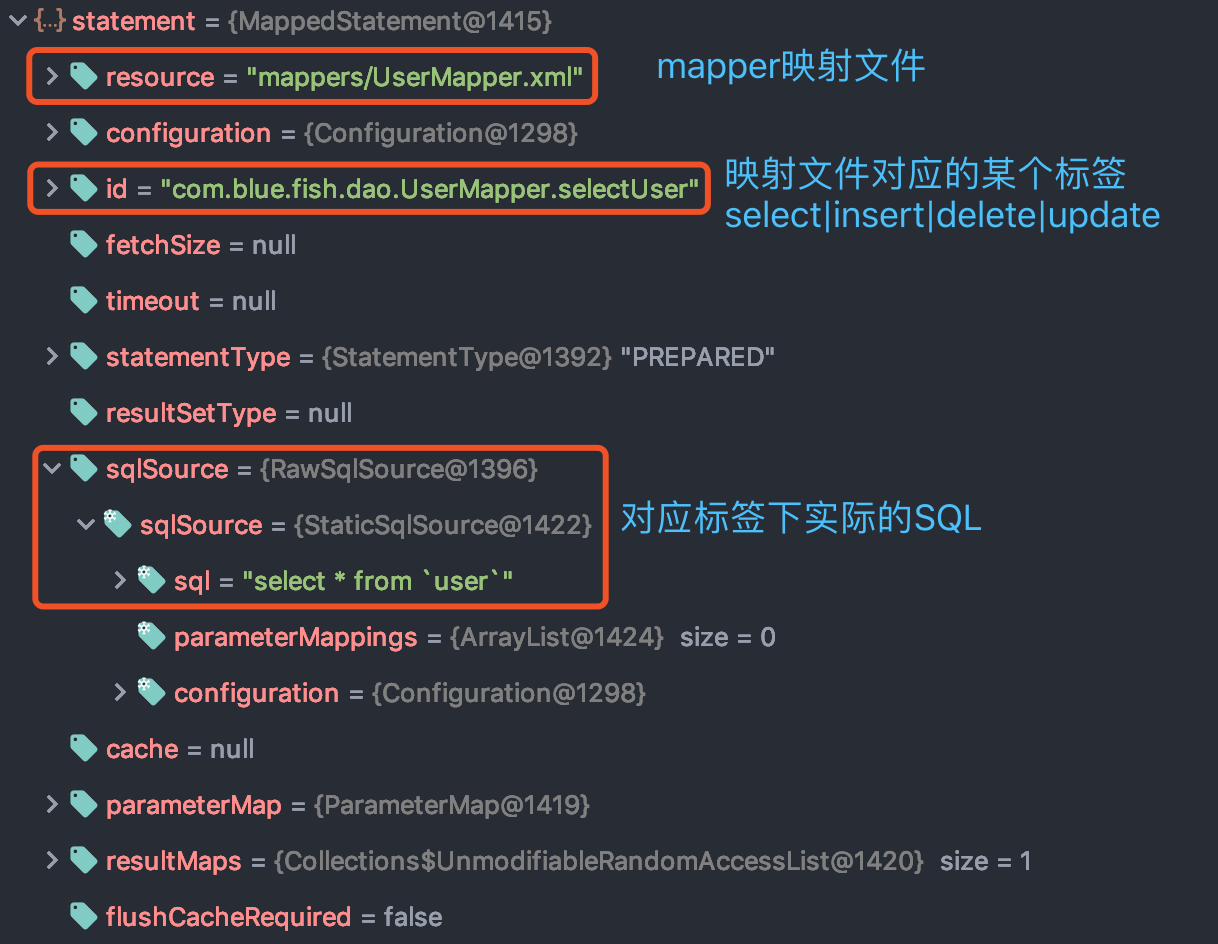 {...} statement = {MappedStatement@1415}
resource = "mappers/UserMapper.xml"
mapper映射文件
configuration = {Configuration@1298}
id = "com.blue.fish.dao.UserMapper.selectUser"
映射文件对应的某个标签
select|insert|delete|update
fetchSize = null
timeout = null
statementType = {StatementType@1392} "PREPARED"
resultSetType = null
sqlSource = {RawSqlSource@1396}
sqlSource = {StaticSqlSource@1422}
对应标签下实际的SQL
sql = "select * from `user`"
parameterMappings = {ArrayList@1424} size = 0
configuration = {Configuration@1298}
cache = null
parameterMap = {ParameterMap@1419}
resultMaps = {Collections$UnmodifiableRandomAccessList@1420} size = 1
flushCacheRequired = false